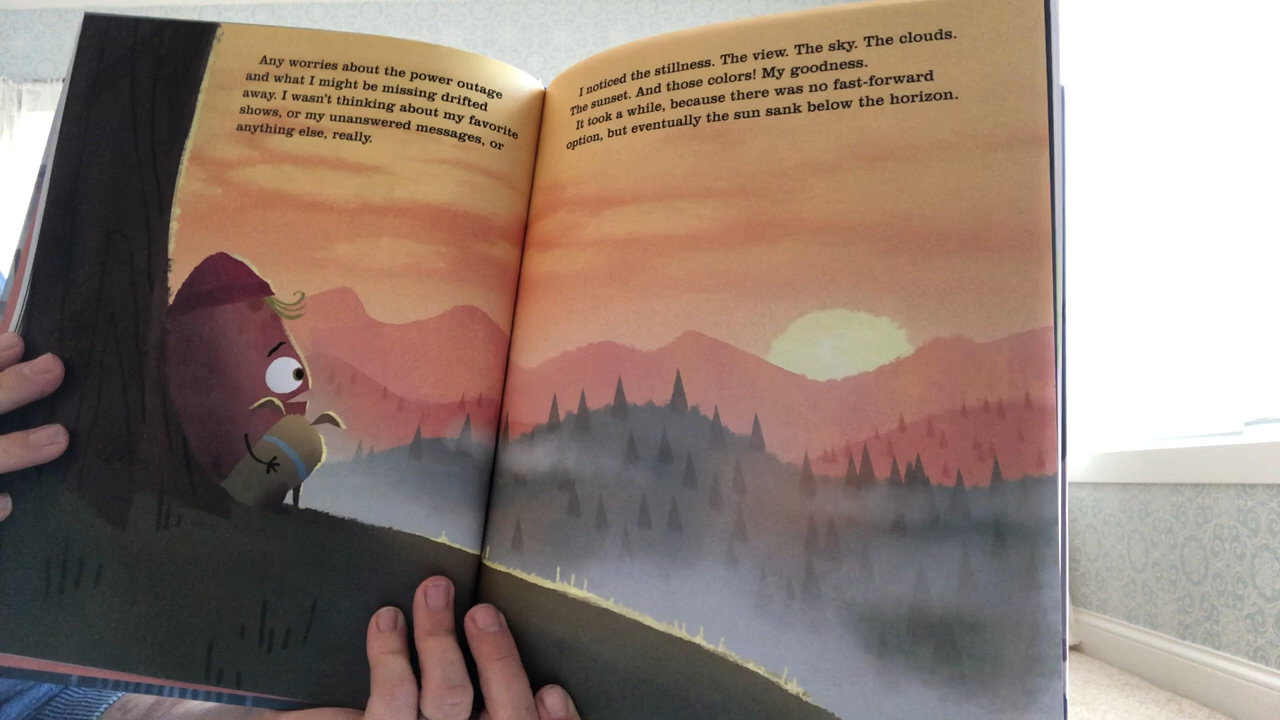 Any worries about the power outage
and what I might be missing drifted
away. I wasn't thinking about my favorite
shows, or my unanswered messages, or
anything else, really.
I noticed the stillness. The view. The sky. The clouds.
The sunset. And those colors! My goodness.
It took a while, because there was no fast-forward
option, but eventually the sun sank below the horizon.